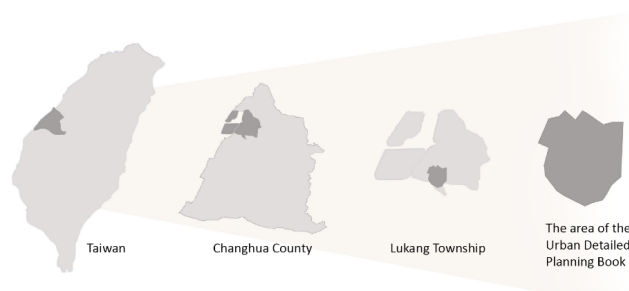 Taiwan
Changhua County
Lukang Township
The area of the
Urban Detailed
Planning Book